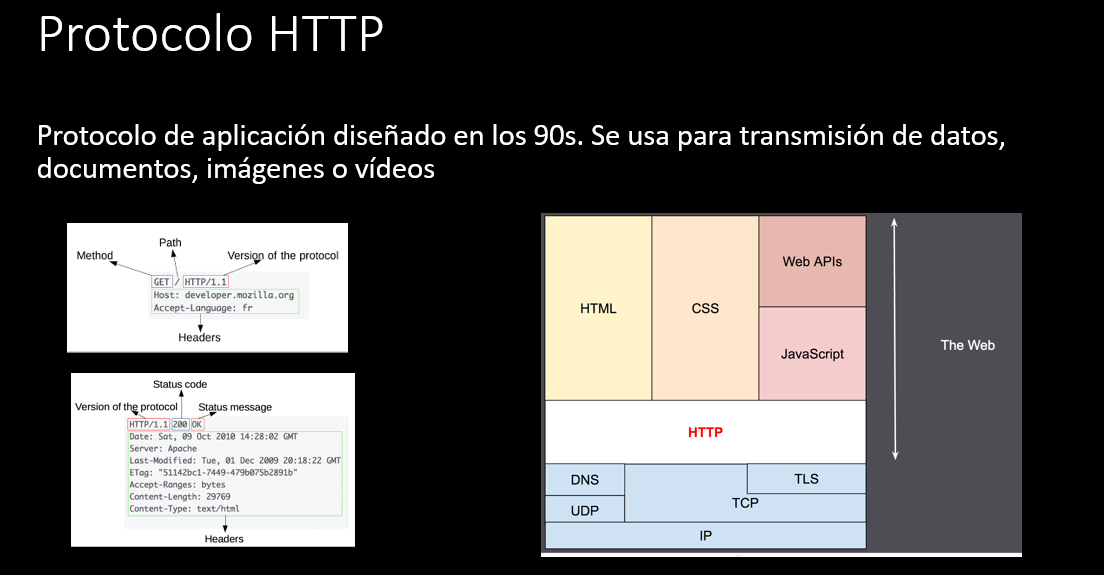 Protocolo HTTP
Protocolo de aplicación diseñado en los 90s. Se usa para transmisión de datos,
documentos, imágenes o vídeos
Path
Method
Version of the protocol
GET / HTTP/1.1
Host: developer.mozilla.org
Accept-Language: fr
Headers
Status code
Version of the protocol
Status message
HTTP/1.1 200 OK
Date: Sat, 09 Oct 2010 14:28:02 GMT
Server: Apache
Last-Modified: Tue, 01 Dec 2009 20:18:22 GMT
ETag: "51142bc1-7449-479b075b2891b"
Accept-Ranges: bytes
Content-Length: 29769
Content-Type: text/html
Headers
HTML
CSS
Web APIs
JavaScript
The Web
HTTP
DNS
TLS
UDP
TCP
IP